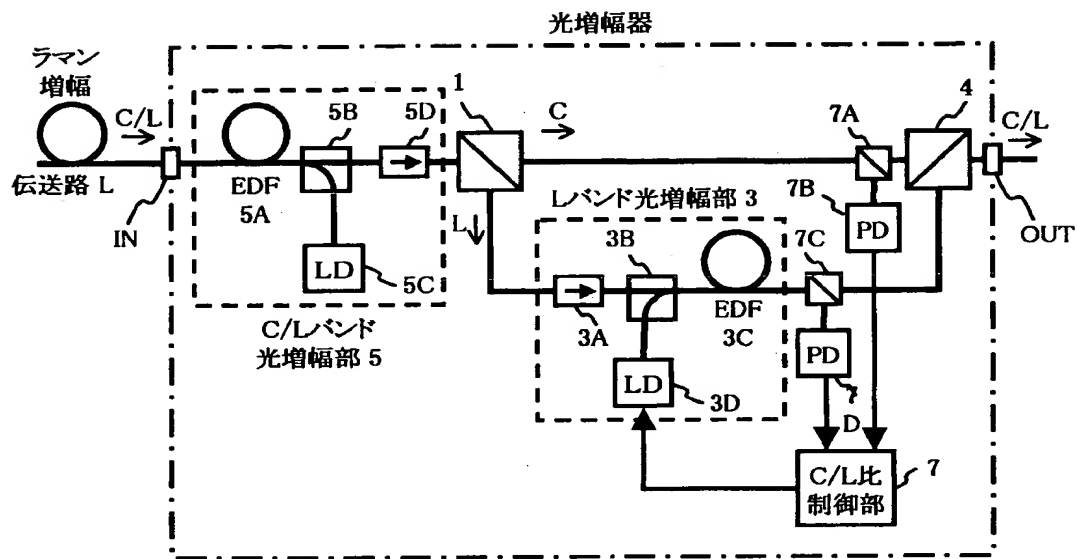 光増幅器
ラマン
増幅
C/L
伝送路 L
IN
EDF
5A
5B
5D
LD
5C
C/Lバンド
光増幅部 5
1
C
L
Lバンド光増幅部 3
3A
3B
EDF
3C
LD
3D
7A
7B
PD
7C
PD
7
D
C/L比
制御部
7
4
C/L
OUT